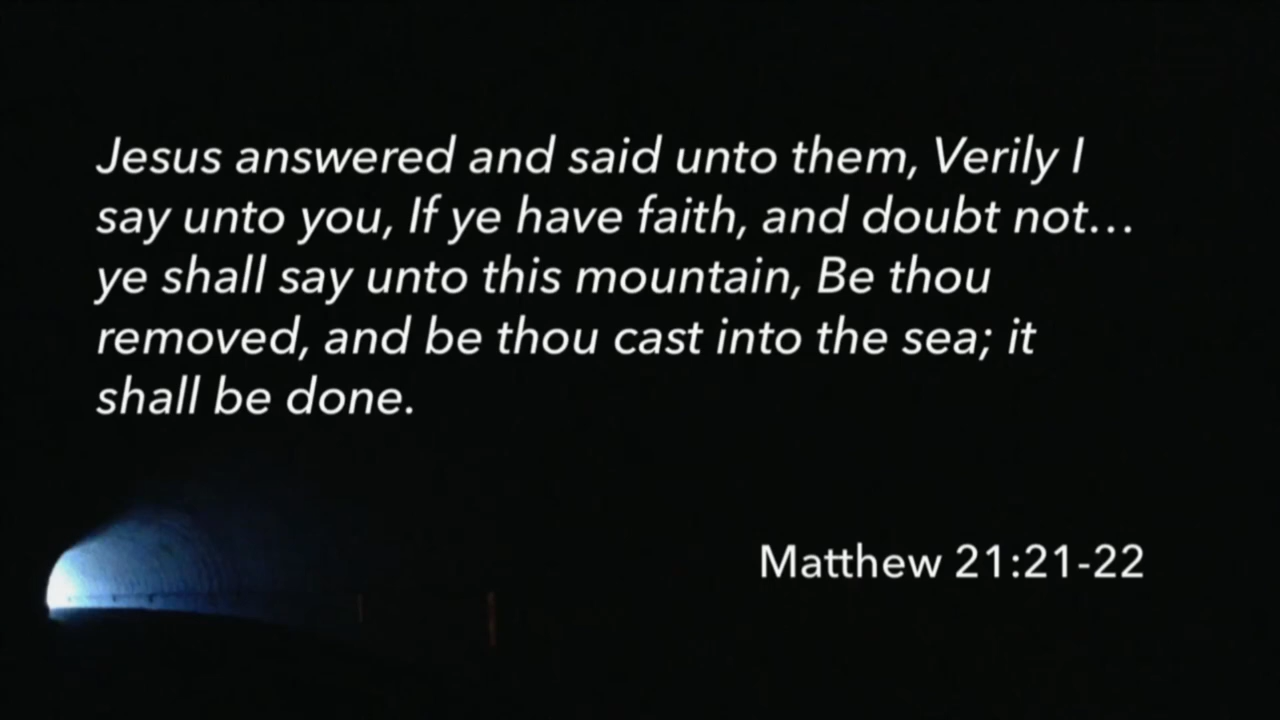 Jesus answered and said unto them, Verily I
say unto you, If ye have faith, and doubt not…
ye shall say unto this mountain, Be thou
removed, and be thou cast into the sea; it
shall be done.
Matthew 21:21-22